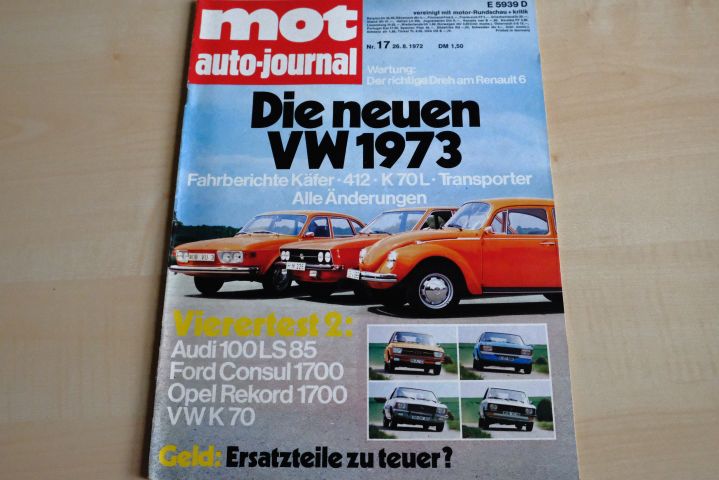 mot
auto-journal
E 5939 D
vereinigt mit motor-Rundschau + kritik
Nr. 17 26. 8. 1972 DM 1,50
Wartung:
Der richtige Dreh am Renault 6
Die neuen
VW 1973
Fahrberichte Käfer · 412 · K 70 L · Transporter
Alle Änderungen
Vierertest 2:
Audi 100 LS 85
Ford Consul 1700
Opel Rekord 1700
VW K 70
Geld: Ersatzteile zu teuer?